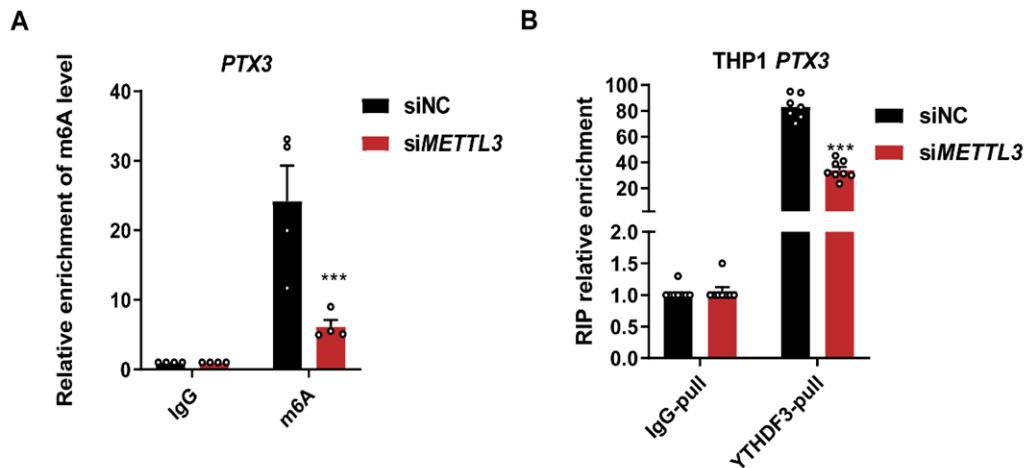 A
PTX3
Relative enrichment of m6A level
40
30
20
10
0
***
IgG
m6A
siNC
siMETTL3
B
THP1 PTX3
RIP relative enrichment
100
80
60
40
20
2.0
1.5
1.0
0.5
0.0
***
IgG-pull
YTHDF3-pull
siNC
siMETTL3